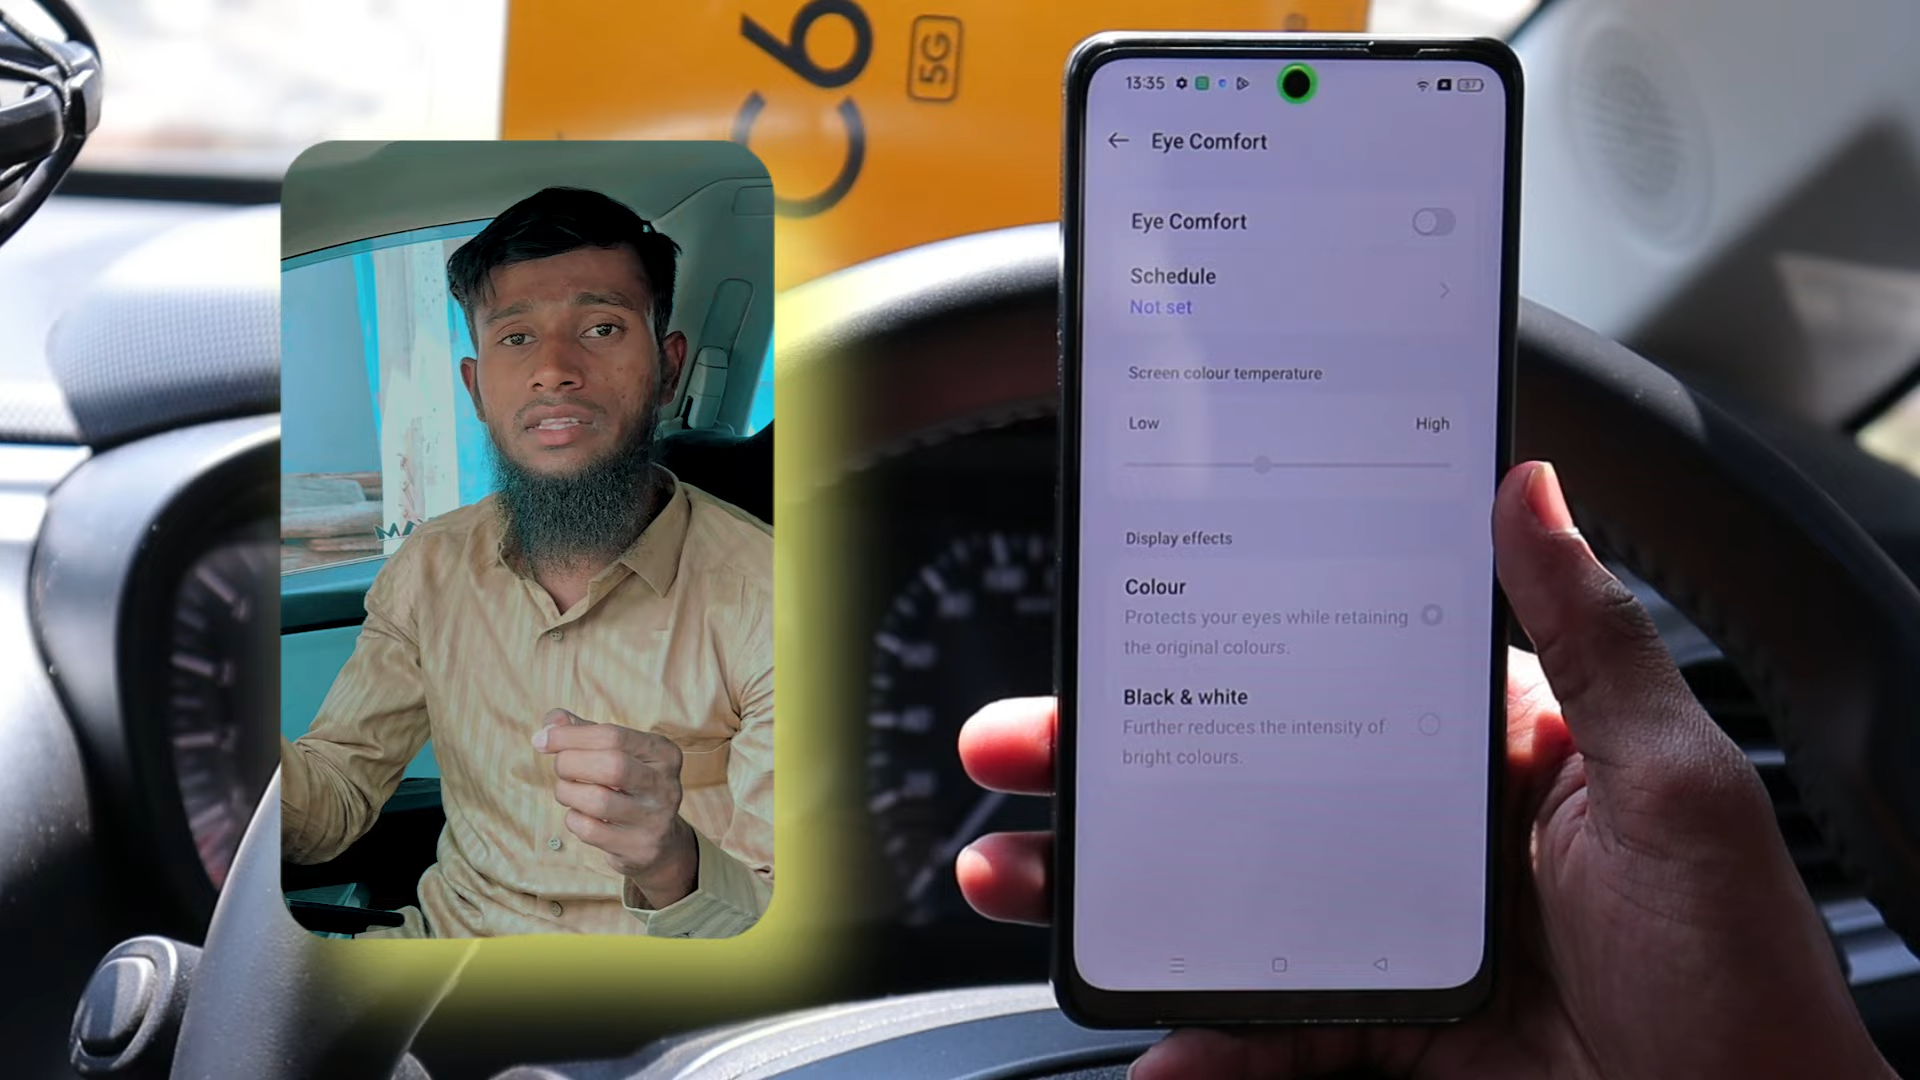 C6
5G
13:35
87
Eye Comfort
Eye Comfort
Schedule
Not set
Screen colour temperature
Low High
Display effects
Colour
Protects your eyes while retaining
the original colours.
Black & white
Further reduces the intensity of
bright colours.